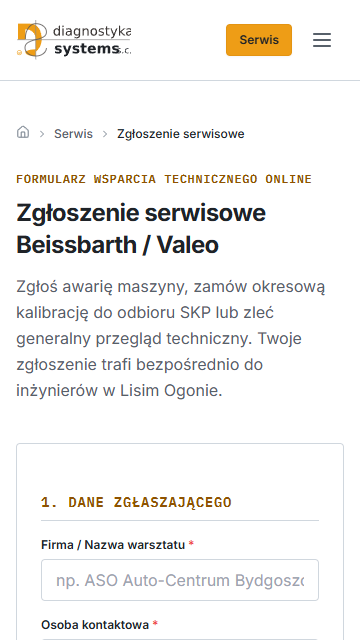 diagnostyka
systems s.c.
Serwis
Serwis
Zgłoszenie serwisowe
FORMULARZ WSPARCIA TECHNICZNEGO ONLINE
Zgłoszenie serwisowe
Beissbarth / Valeo
Zgłoś awarię maszyny, zamów okresową
kalibrację do odbioru SKP lub zleć
generalny przegląd techniczny. Twoje
zgłoszenie trafi bezpośrednio do
inżynierów w Lisim Ogonie.
1. DANE ZGŁASZAJĄCEGO
Firma / Nazwa warsztatu *
np. ASO Auto-Centrum Bydgoszc
Osoba kontaktowa *